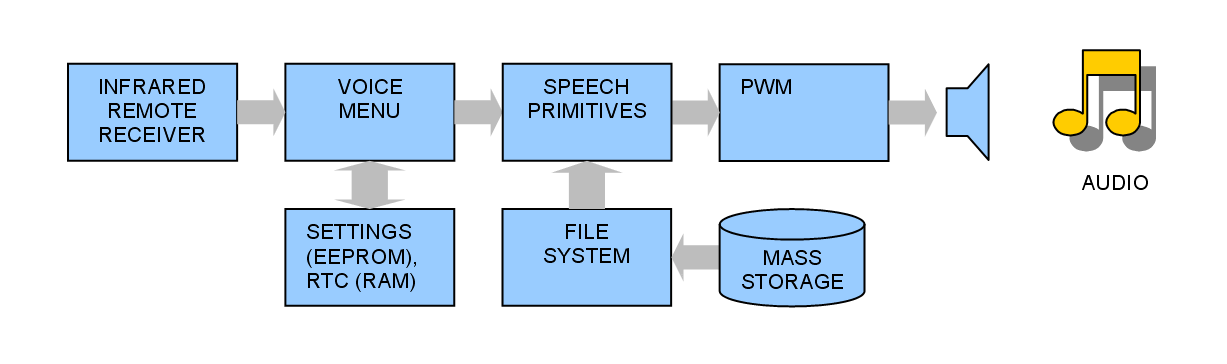 INFRARED
REMOTE
RECEIVER
VOICE
MENU
SPEECH
PRIMITIVES
PWM
AUDIO
SETTINGS
(EEPROM),
RTC (RAM)
FILE
SYSTEM
MASS
STORAGE